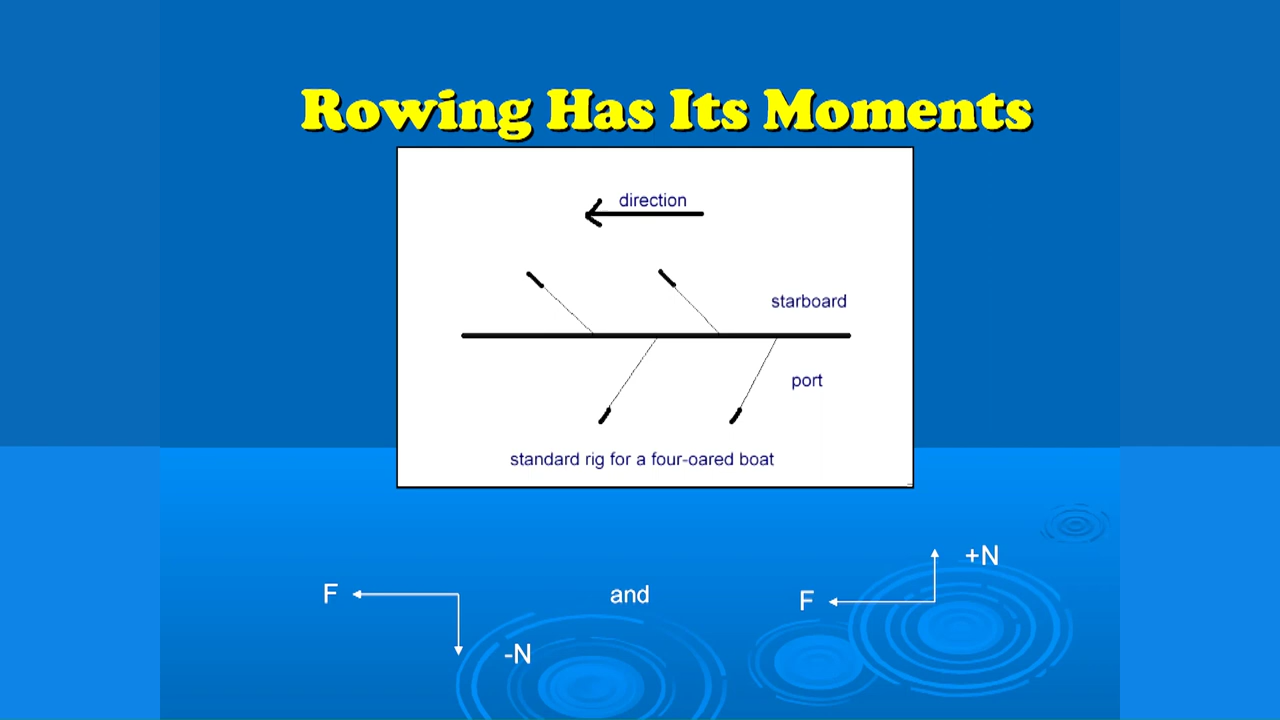 Rowing Has Its Moments
direction
starboard
port
standard rig for a four-oared boat
+N
F
and
F
-N